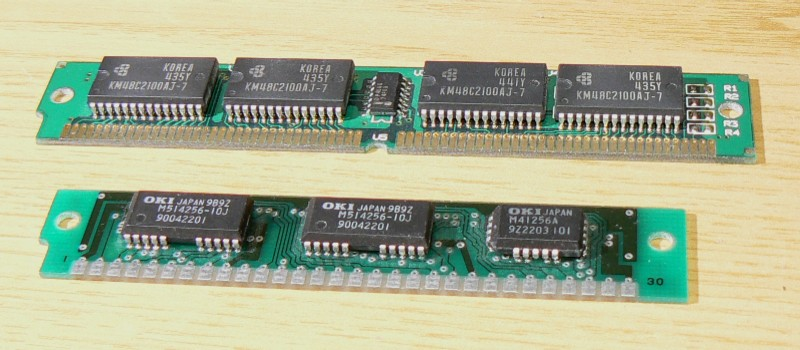 KOREA
435Y
KM48C2100AJ-7
KOREA
435Y
KM48C2100AJ-7
KOREA
441Y
KM48C2100AJ-7
KOREA
435Y
KM48C2100AJ-7
R1
R2
R3
R4
U5
OKI JAPAN 989Z
M514256-10J
90042201
OKI JAPAN 989Z
M514256-10J
90042201
OKI JAPAN
M41256A
9Z2203 101
1
30